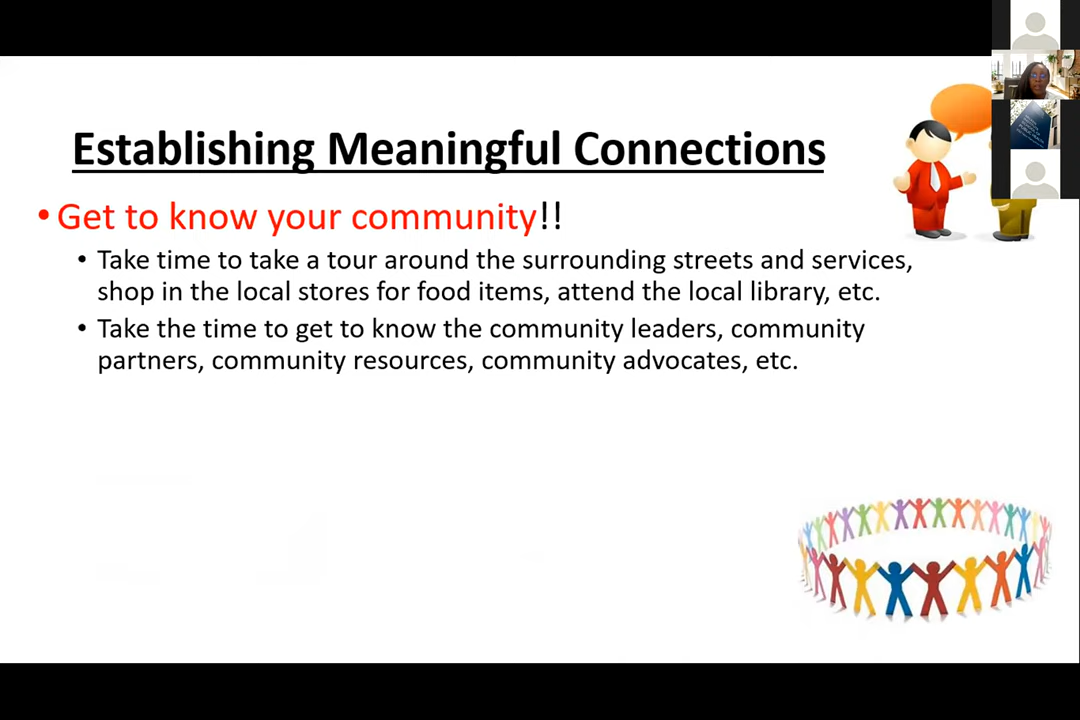 Establishing Meaningful Connections
• Get to know your community!!
• Take time to take a tour around the surrounding streets and services,
shop in the local stores for food items, attend the local library, etc.
• Take the time to get to know the community leaders, community
partners, community resources, community advocates, etc.